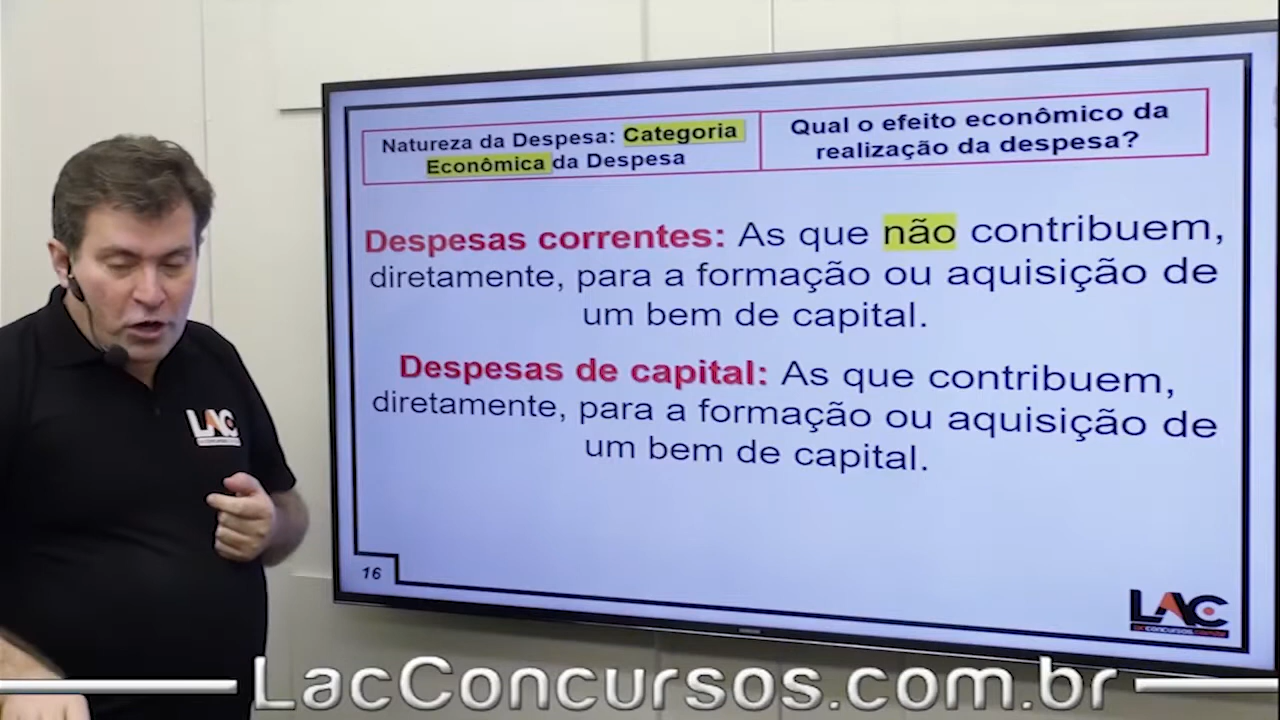 Natureza da Despesa: Categoria
Econômica da Despesa
Qual o efeito econômico da
realização da despesa?
Despesas correntes: As que não contribuem,
diretamente, para a formação ou aquisição de
um bem de capital.
Despesas de capital: As que contribuem,
diretamente, para a formação ou aquisição de
um bem de capital.
16
LAC
LAC
LacConcursos.com.br